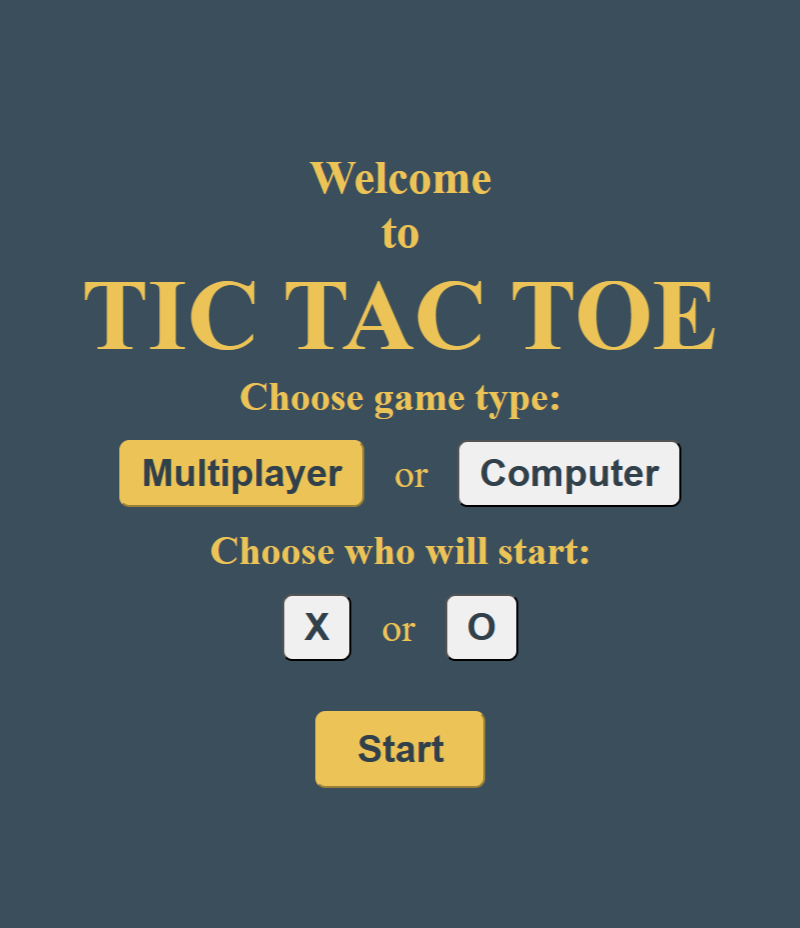 Welcome
to
TIC TAC TOE
Choose game type:
Multiplayer or Computer
Choose who will start:
X or O
Start